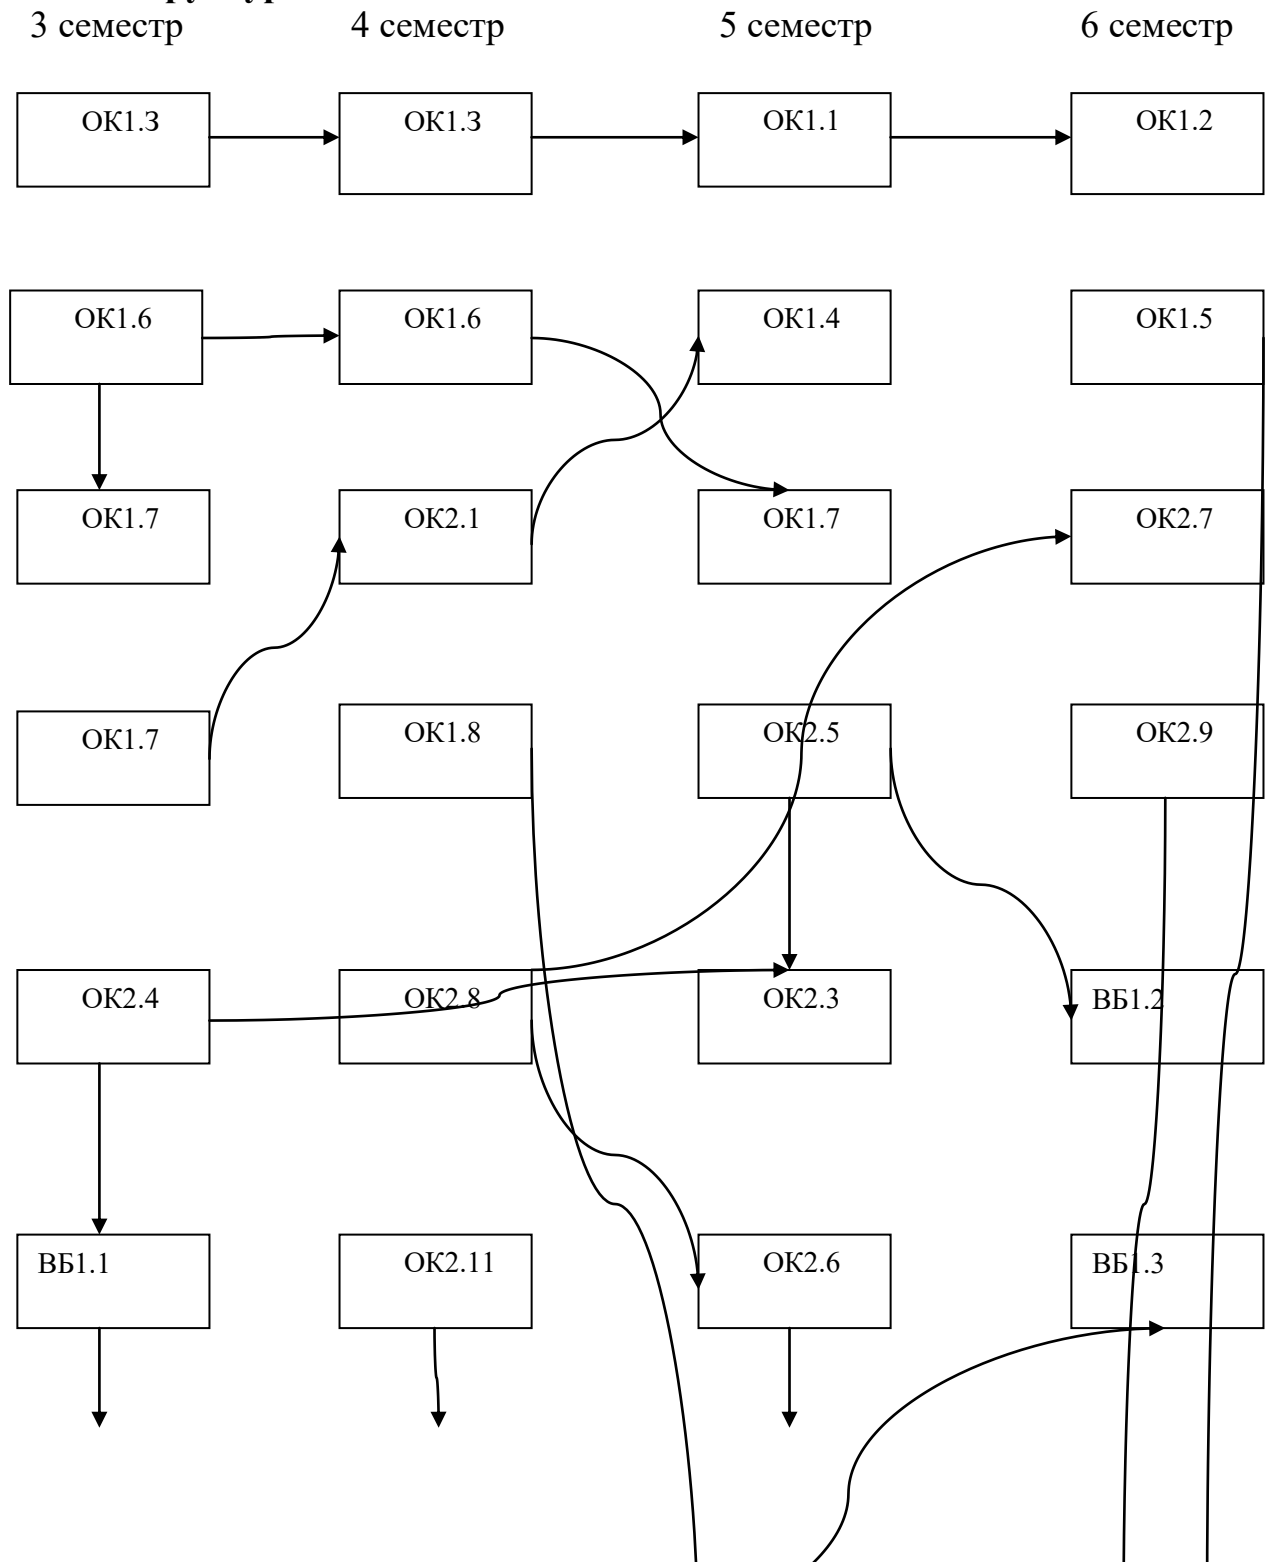 3 семестр 4 семестр 5 семестр 6 семестр
ОК1.3 ОК1.3 ОК1.1 ОК1.2
ОК1.6 ОК1.6 ОК1.4 ОК1.5
ОК1.7 ОК2.1 ОК1.7 ОК2.7
ОК1.7 ОК1.8 ОК2.5 ОК2.9
ОК2.4 ОК2.8 ОК2.3 ВБ1.2
ВБ1.1 ОК2.11 ОК2.6 ВБ1.3